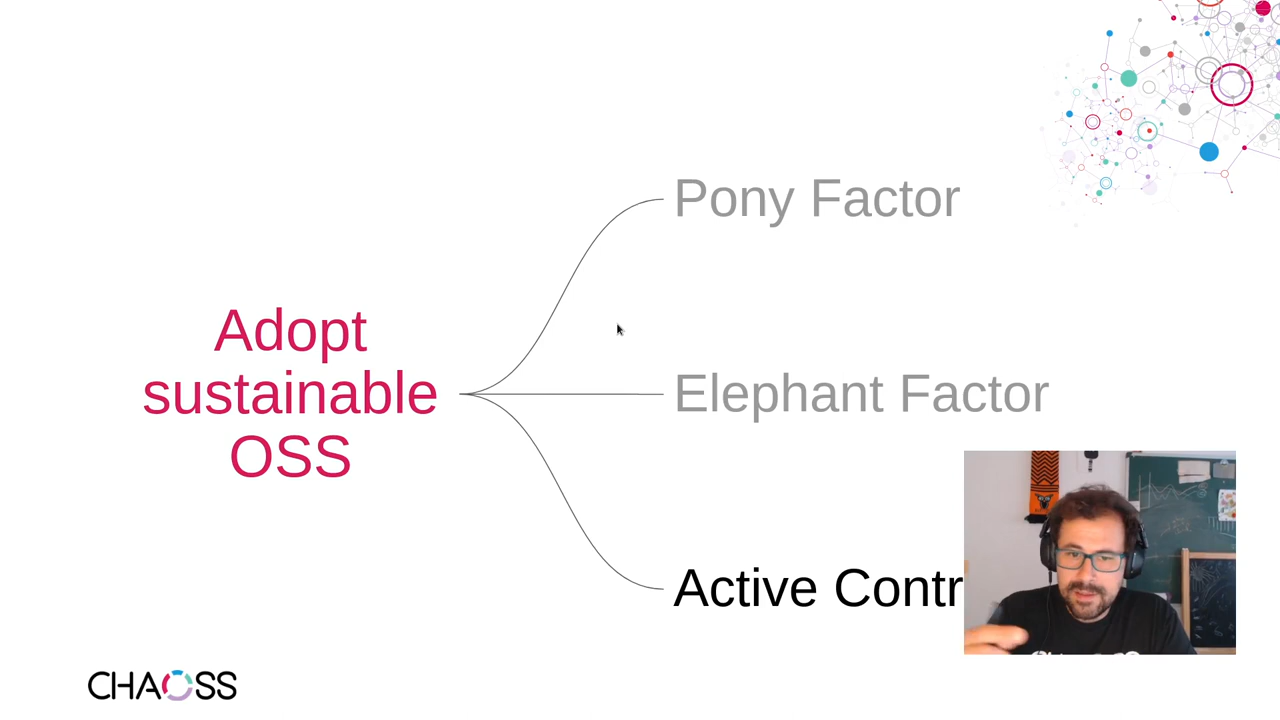 Pony Factor
Adopt
sustainable
OSS
Elephant Factor
Active Contr
CHAOSS